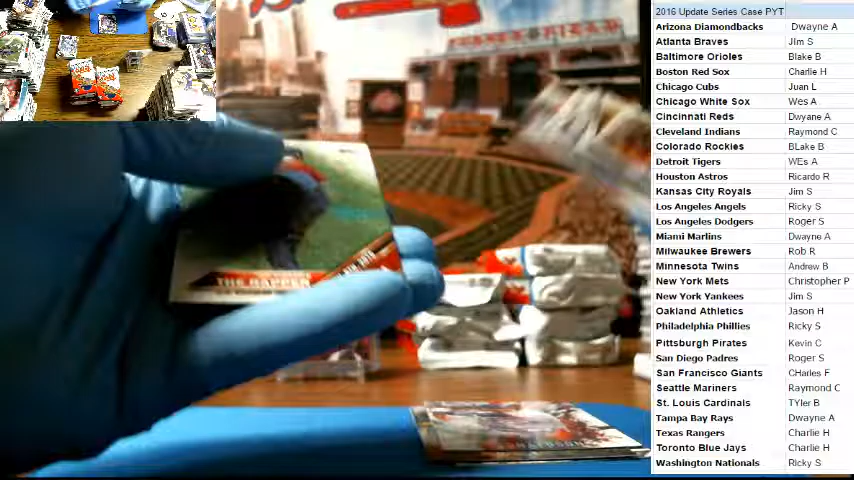 2016 Update Series Case PYT
Arizona Diamondbacks Dwayne A
Atlanta Braves Jim S
Baltimore Orioles Blake B
Boston Red Sox Charlie H
Chicago Cubs Juan L
Chicago White Sox Wes A
Cincinnati Reds Dwyane A
Cleveland Indians Raymond C
Colorado Rockies BLake B
Detroit Tigers WEs A
Houston Astros Ricardo R
Kansas City Royals Jim S
Los Angeles Angels Ricky S
Los Angeles Dodgers Roger S
Miami Marlins Dwayne A
Milwaukee Brewers Rob R
Minnesota Twins Andrew B
New York Mets Christopher P
New York Yankees Jim S
Oakland Athletics Jason H
Philadelphia Phillies Ricky S
Pittsburgh Pirates Kevin C
San Diego Padres Roger S
San Francisco Giants CHarles F
Seattle Mariners Raymond C
St. Louis Cardinals TYler B
Tampa Bay Rays Dwayne A
Texas Rangers Charlie H
Toronto Blue Jays Charlie H
Washington Nationals Ricky S
TURNER FIELD
THE RAPPER